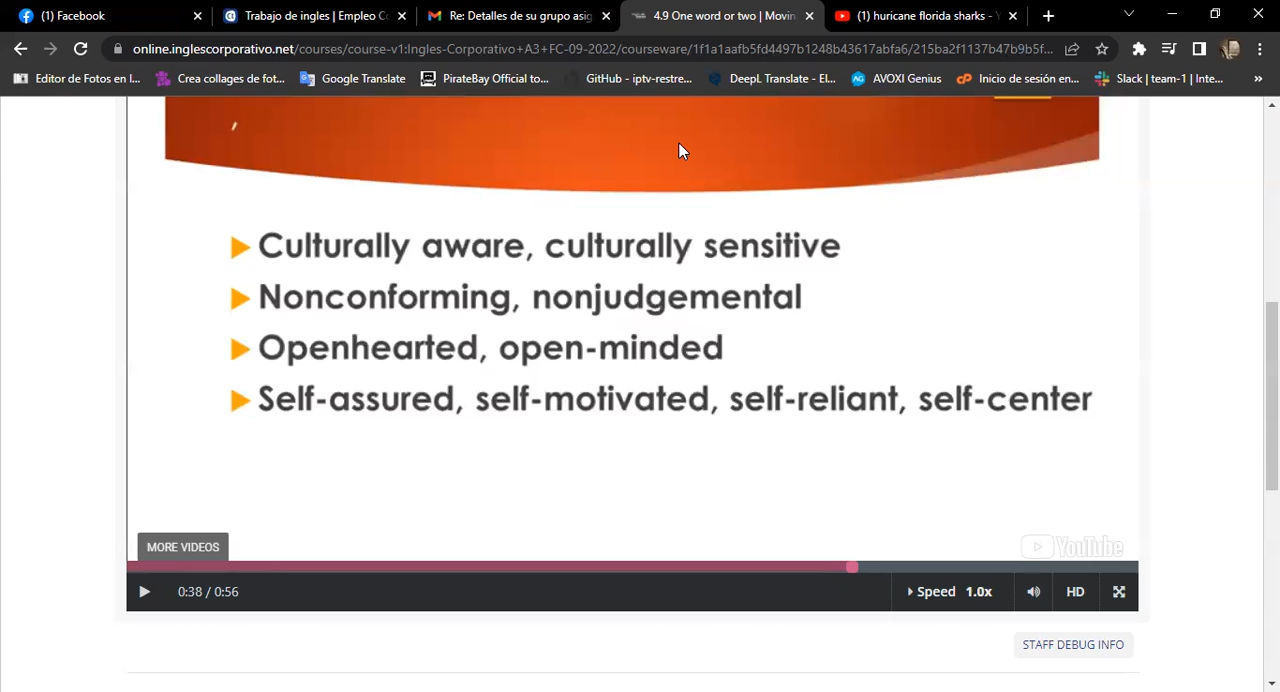 (1) Facebook
Trabajo de ingles | Empleo Co
Re: Detalles de su grupo asig
4.9 One word or two | Movin
(1) huricane florida sharks - Y
online.inglescorporativo.net/courses/course-v1:Ingles-Corporativo+A3+FC-09-2022/courseware/1f1a1aafb5fd4497b1248b43617abfa6/215ba2f1137b47b9b5f...
Editor de Fotos en l...
Crea collages de fot...
Google Translate
PirateBay Official to...
GitHub - iptv-restre...
DeepL Translate - El...
AVOXI Genius
Inicio de sesión en...
Slack | team-1 | Inte...
»
Culturally aware, culturally sensitive
Nonconforming, nonjudgemental
Openhearted, open-minded
Self-assured, self-motivated, self-reliant, self-center
MORE VIDEOS
YouTube
0:38 / 0:56
Speed 1.0x
HD
STAFF DEBUG INFO